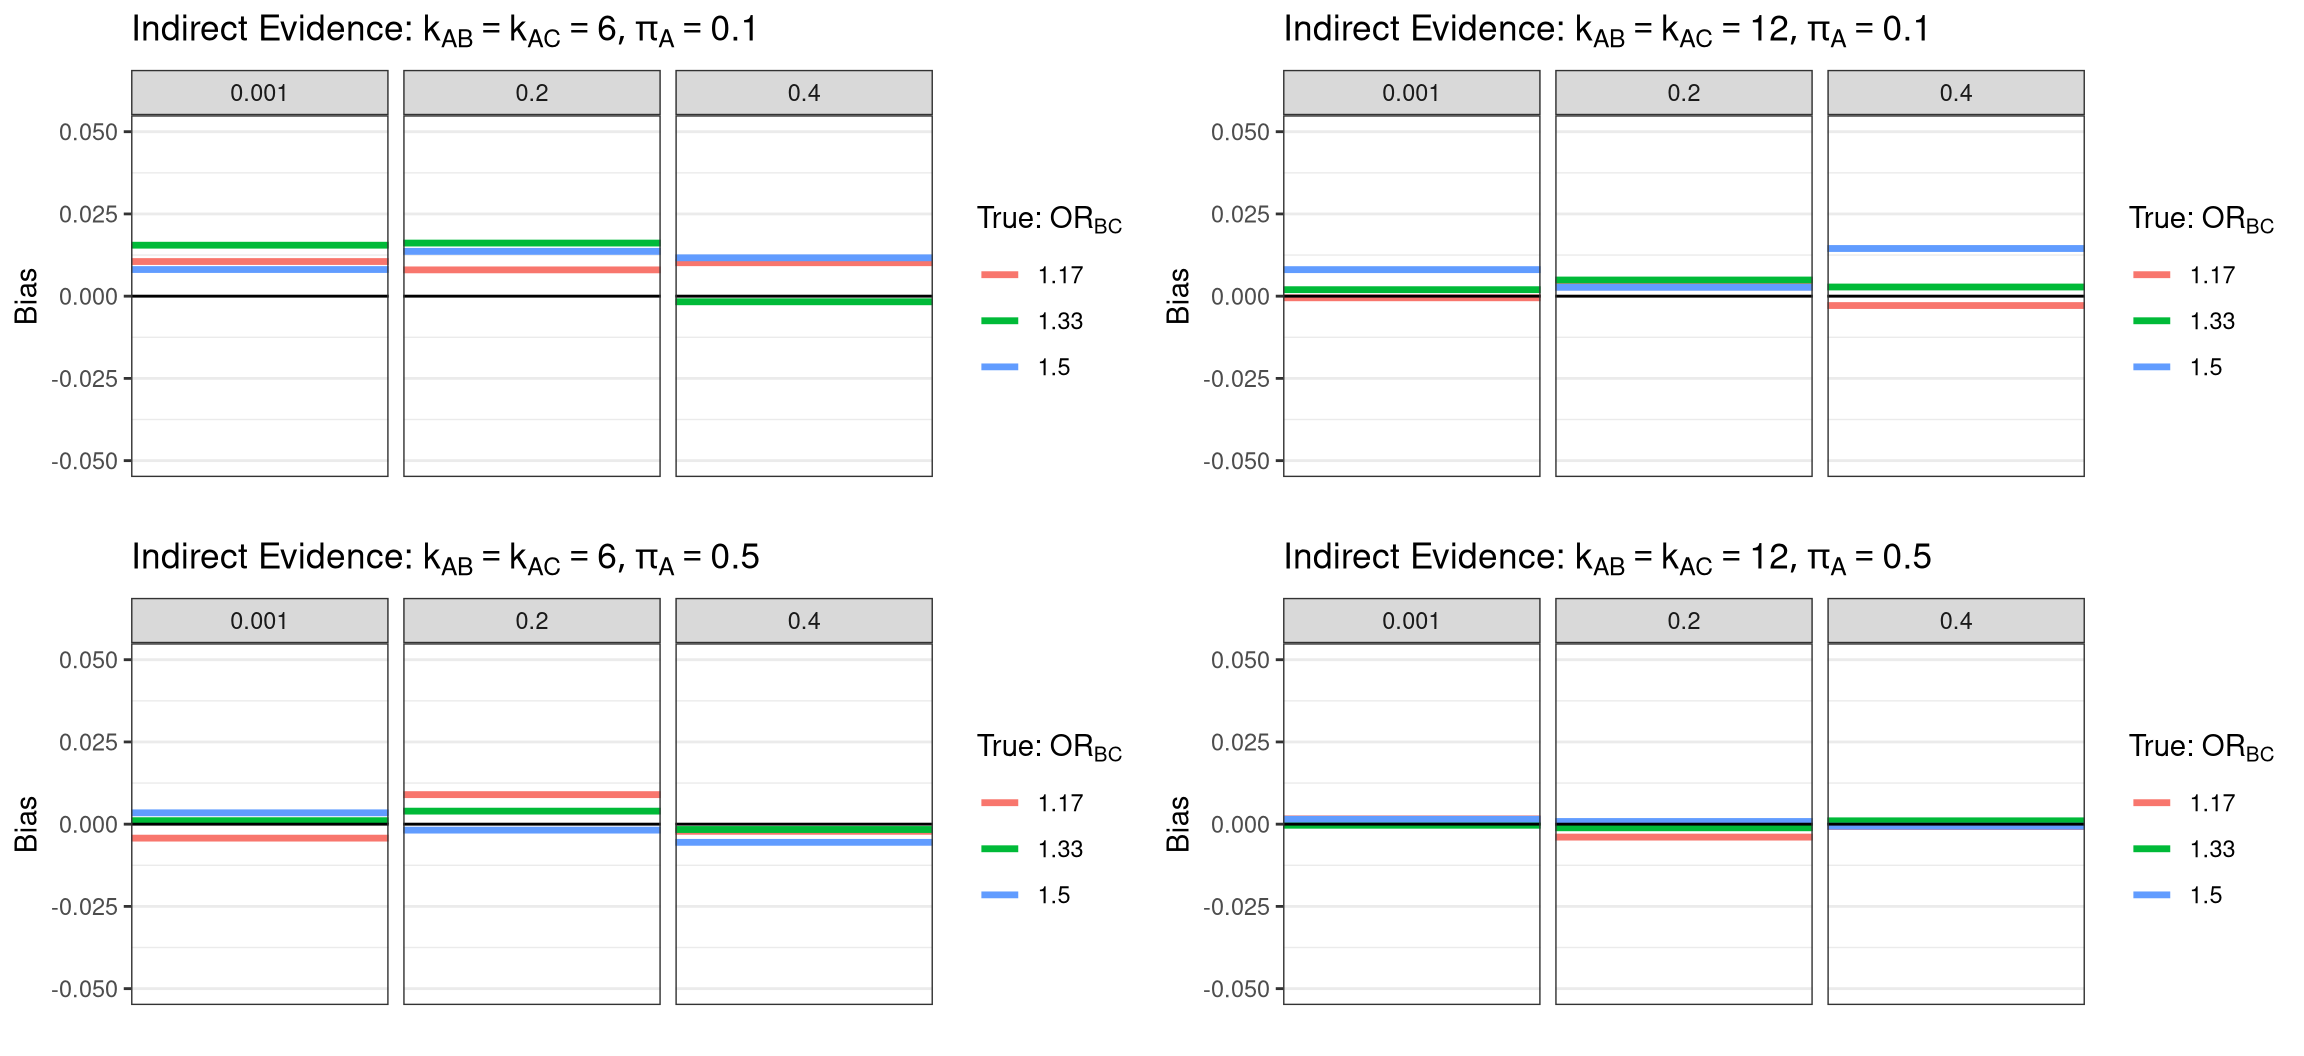 Indirect Evidence: kAB = kAC = 6, πA = 0.1
0.001 0.2 0.4
0.050
0.025
0.000
-0.025
-0.050
Bias
True: ORBC
1.17
1.33
1.5
Indirect Evidence: kAB = kAC = 12, πA = 0.1
0.001 0.2 0.4
0.050
0.025
0.000
-0.025
-0.050
Bias
True: ORBC
1.17
1.33
1.5
Indirect Evidence: kAB = kAC = 6, πA = 0.5
0.001 0.2 0.4
0.050
0.025
0.000
-0.025
-0.050
Bias
True: ORBC
1.17
1.33
1.5
Indirect Evidence: kAB = kAC = 12, πA = 0.5
0.001 0.2 0.4
0.050
0.025
0.000
-0.025
-0.050
Bias
True: ORBC
1.17
1.33
1.5